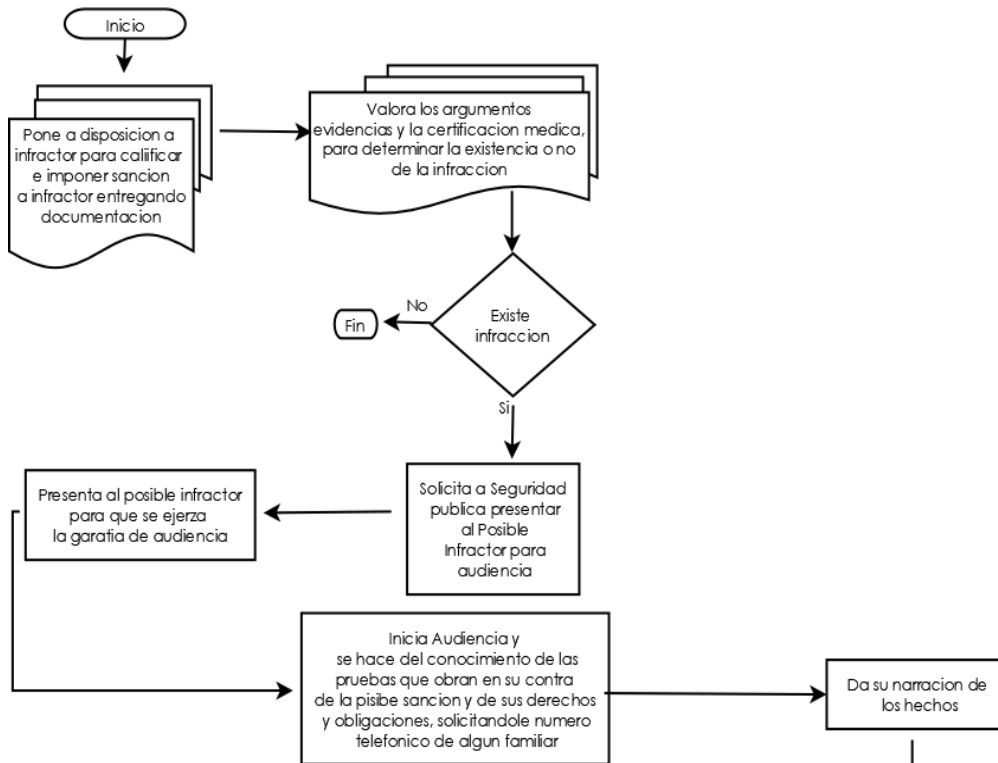 Inicio
Pone a disposicion a
infractor para caliificar
e imponer sancion
a infractor entregando
documentacion
Valora los argumentos
evidencias y la certificacion medica,
para determinar la existencia o no
de la infraccion
Existe
infraccion
No
Fin
Si
Solicita a Seguridad
publica presentar
al Posible
Infractor para
audiencia
Presenta al posible infractor
para que se ejerza
la garatia de audiencia
Inicia Audiencia y
se hace del conocimiento de las
pruebas que obran en su contra
de la pisibe sancion y de sus derechos
y obligaciones, solicitandole numero
telefonico de algun familiar
Da su narracion de
los hechos